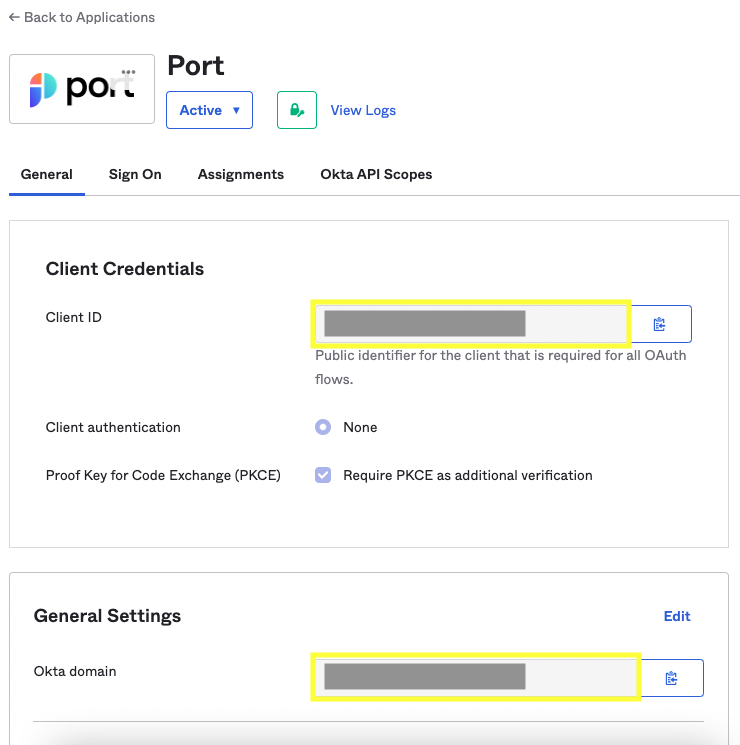 ← Back to Applications
Port
port
Active ▼
View Logs
General Sign On Assignments Okta API Scopes
Client Credentials
Client ID
Public identifier for the client that is required for all OAuth
flows.
Client authentication None
Proof Key for Code Exchange (PKCE) Require PKCE as additional verification
General Settings Edit
Okta domain